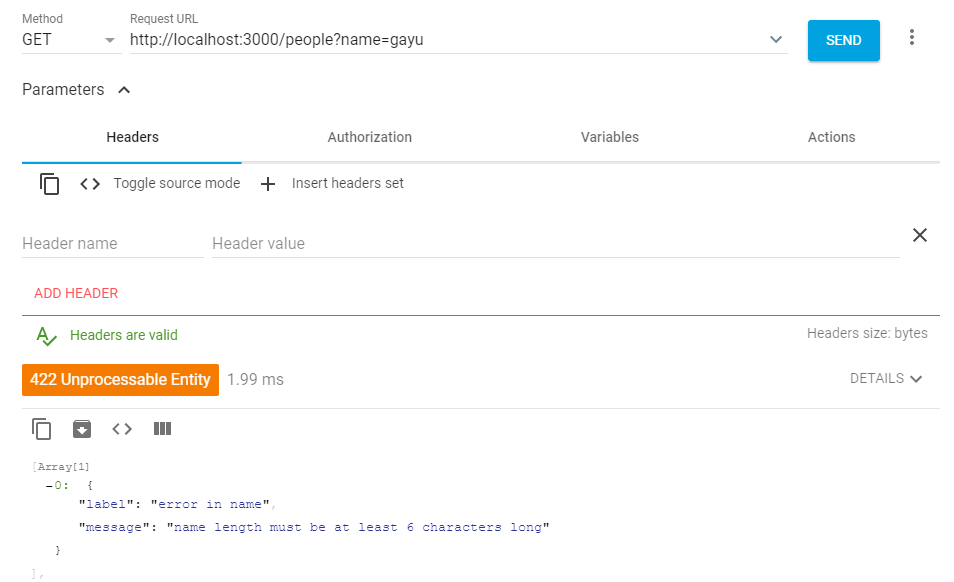 Method
Request URL
GET
http://localhost:3000/people?name=gayu
SEND
Parameters
Headers
Authorization
Variables
Actions
Toggle source mode
Insert headers set
Header name
Header value
ADD HEADER
Headers are valid
Headers size: bytes
422 Unprocessable Entity
1.99 ms
DETAILS
[Array[1]
−0: {
"label": "error in name",
"message": "name length must be at least 6 characters long"
}
],